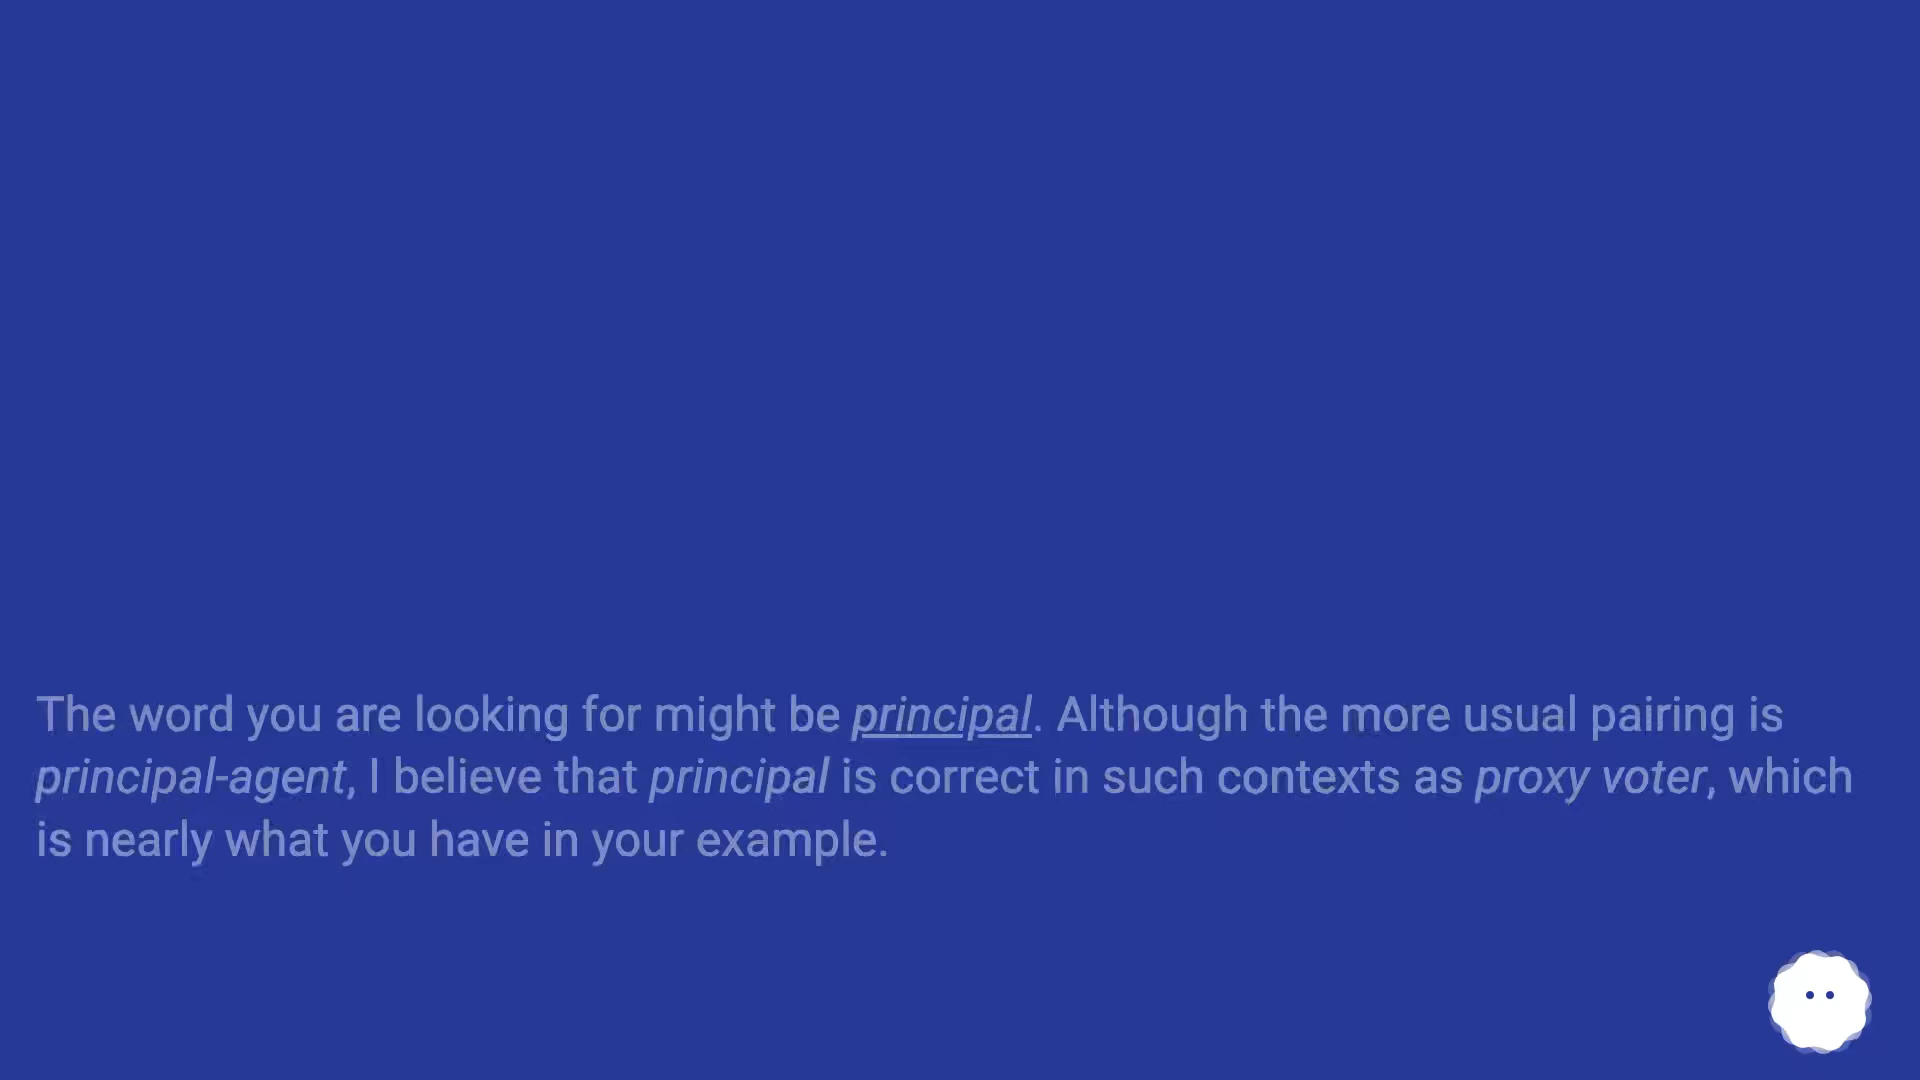 The word you are looking for might be principal. Although the more usual pairing is
principal-agent, I believe that principal is correct in such contexts as proxy voter, which
is nearly what you have in your example.